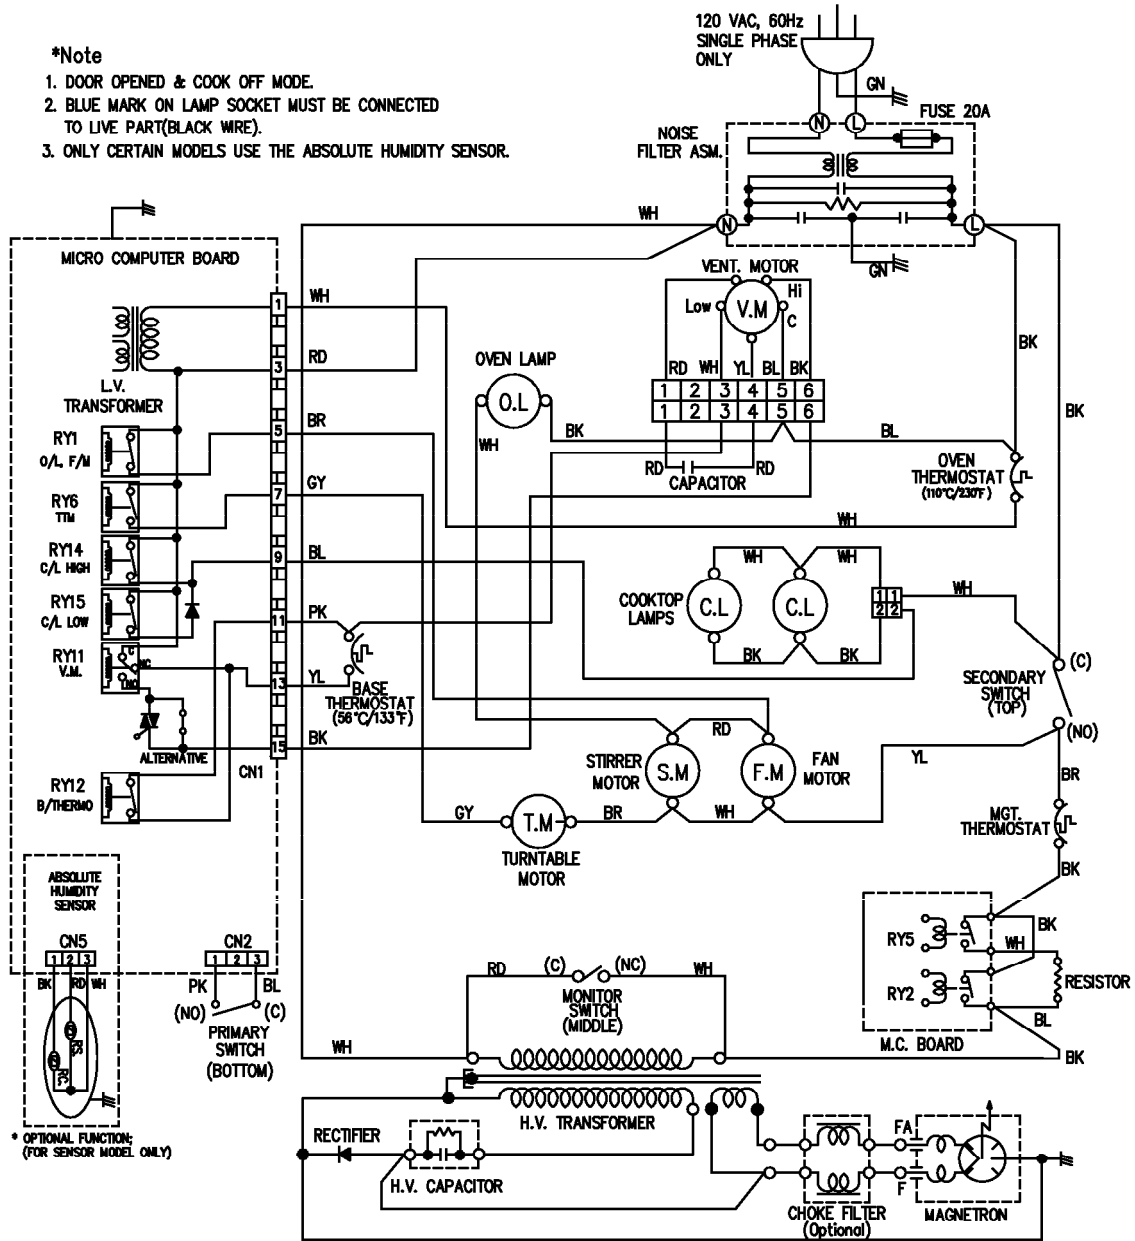 120 VAC, 60Hz
SINGLE PHASE
ONLY
*Note
1. DOOR OPENED & COOK OFF MODE.
2. BLUE MARK ON LAMP SOCKET MUST BE CONNECTED
TO LIVE PART(BLACK WIRE).
3. ONLY CERTAIN MODELS USE THE ABSOLUTE HUMIDITY SENSOR.
GN
FUSE 20A
N
L
NOISE
FILTER ASM.
WH
N
L
GN
MICRO COMPUTER BOARD
VENT. MOTOR
Hi
Low
V.M
C
1
WH
BK
RD
WH
YL
BL
BK
3
RD
OVEN LAMP
1 2 3 4 5 6
1 2 3 4 5 6
L.V.
TRANSFORMER
O.L
BK
RY1
O/L, F/M
5
BR
WH
BK
BL
RD
RD
CAPACITOR
OVEN
THERMOSTAT
(110°C/230°F)
RY6
TTM
7
GY
WH
RY14
C/L HIGH
9
BL
WH
WH
RY15
C/L LOW
COOKTOP
LAMPS
C.L
C.L
1 1
2 2
WH
11
PK
RY11
V.M.
C
NC
NO
BK
BK
(C)
13
YL
BASE
THERMOSTAT
(56°C/133°F)
SECONDARY
SWITCH
(TOP)
(NO)
RD
ALTERNATIVE
15
BK
CN1
STIRRER
MOTOR
S.M
F.M
FAN
MOTOR
YL
BR
RY12
B/THERMO
GY
T.M
BR
WH
MGT.
THERMOSTAT
TURNTABLE
MOTOR
BK
ABSOLUTE
HUMIDITY
SENSOR
CN5
1 2 3
BK
RD
WH
RS.
RC.
CN2
1 2 3
PK
BL
(NO)
(C)
PRIMARY
SWITCH
(BOTTOM)
RY5
BK
WH
RY2
RESISTOR
BL
M.C. BOARD
BK
RD
(C)
(NC)
WH
MONITOR
SWITCH
(MIDDLE)
WH
H.V. TRANSFORMER
* OPTIONAL FUNCTION;
(FOR SENSOR MODEL ONLY)
RECTIFIER
H.V. CAPACITOR
FA
F
CHOKE FILTER
(Optional)
MAGNETRON